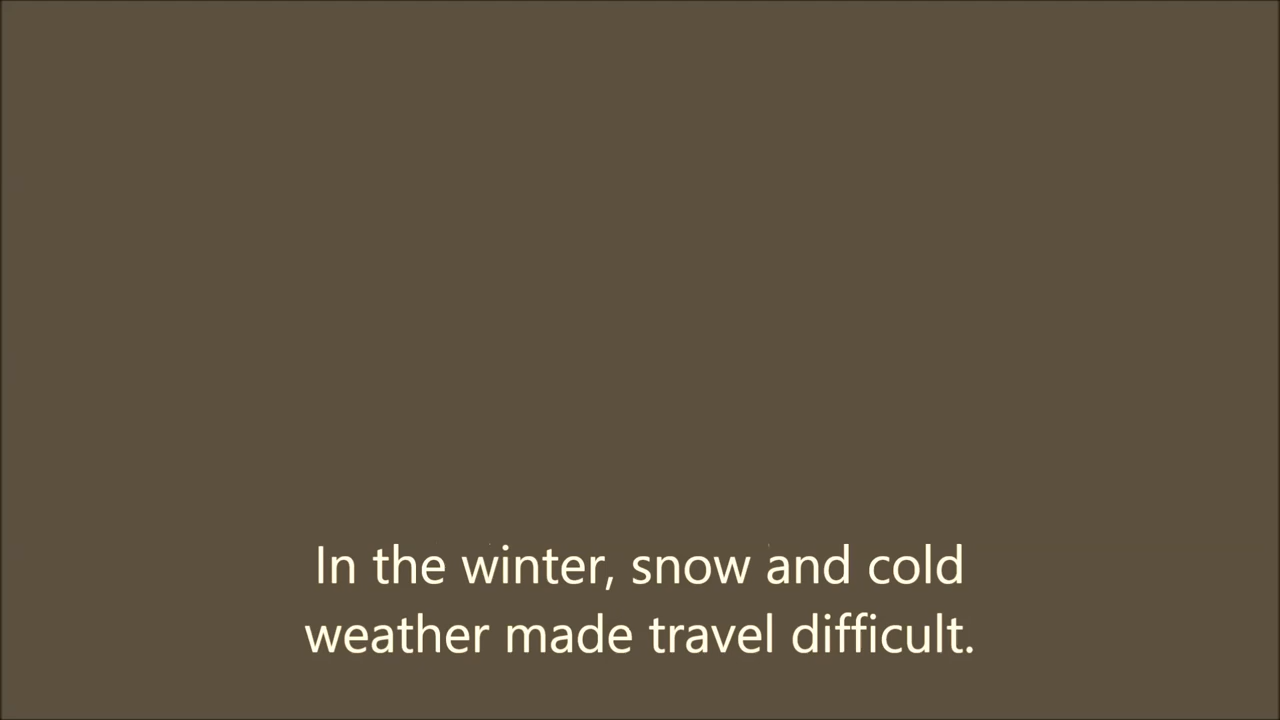 In the winter, snow and cold
weather made travel difficult.